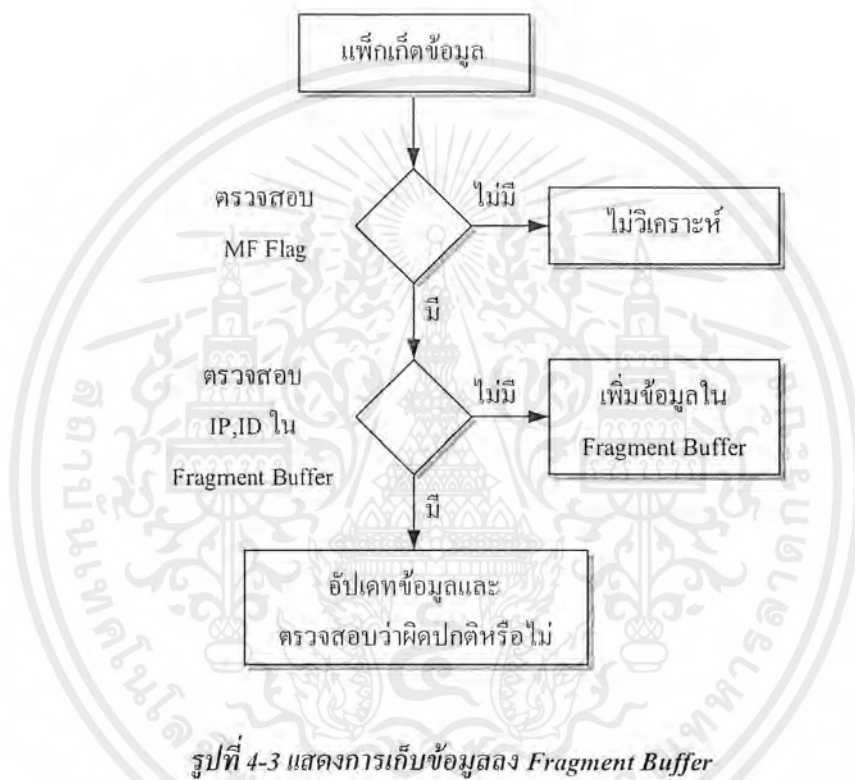 แพ็กเก็ตข้อมูล
ตรวจสอบ
MF Flag
ไม่มี
ไม่วิเคราะห์
มี
ตรวจสอบ
IP,ID ใน
Fragment Buffer
ไม่มี
เพิ่มข้อมูลใน
Fragment Buffer
มี
อัปเดทข้อมูลและ
ตรวจสอบว่าผิดปกติหรือไม่
รูปที่ 4-3 แสดงการเก็บข้อมูลลง Fragment Buffer